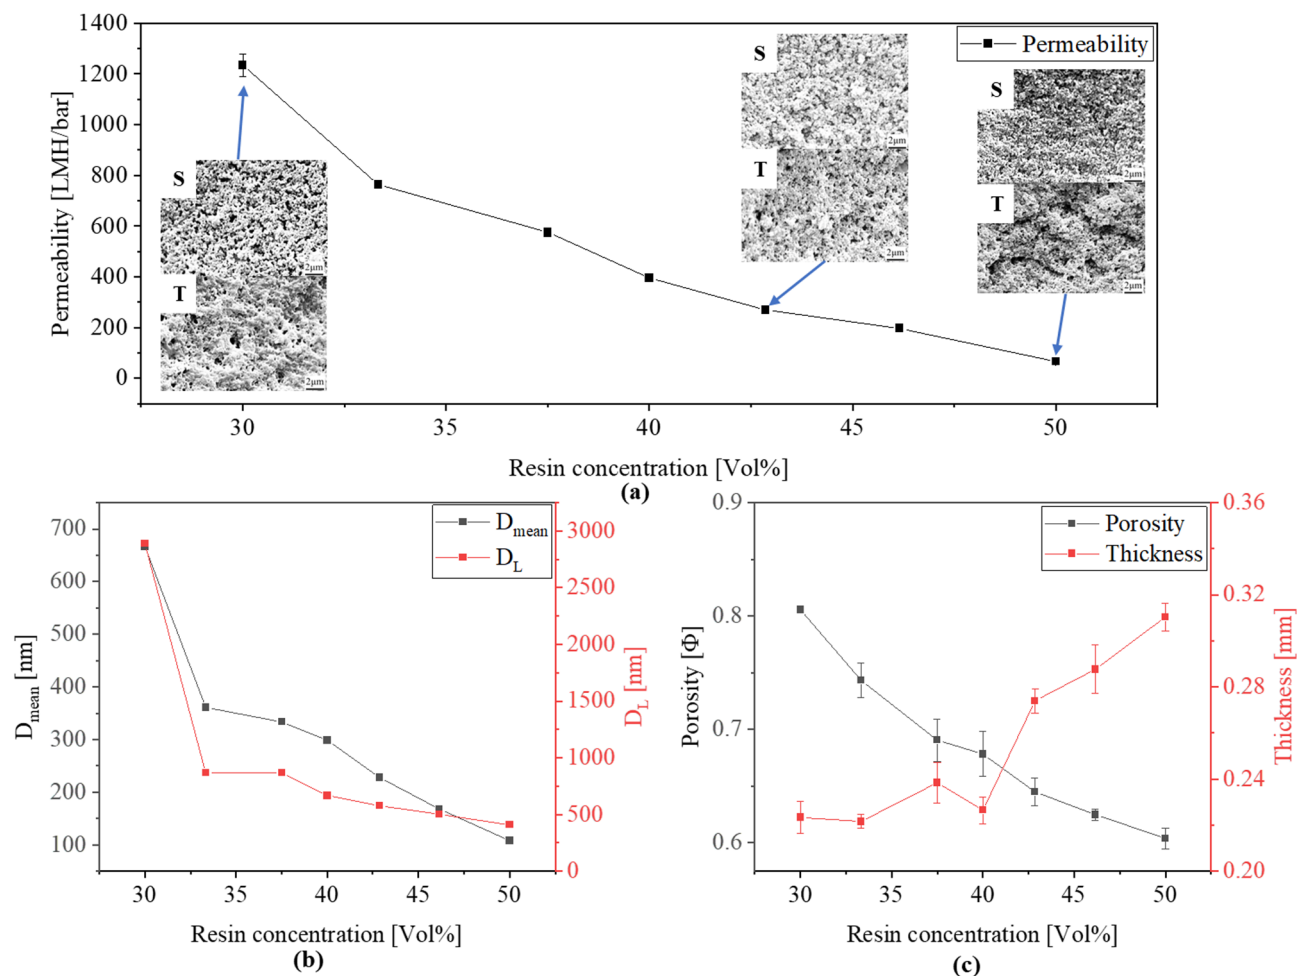 1400
1200
1000
800
600
400
200
0
Permeability [LMH/bar]
Permeability
S
2μm
T
2μm
S
2μm
T
2μm
S
2μm
T
2μm
30
35
40
45
50
Resin concentration [Vol%]
(a)
700
600
500
400
300
200
100
Dmean [nm]
Dmean
DL
3000
2500
2000
1500
1000
500
0
DL [nm]
30
35
40
45
50
Resin concentration [Vol%]
(b)
0.9
0.8
0.7
0.6
Porosity [Φ]
Porosity
Thickness
0.36
0.32
0.28
0.24
0.20
Thickness [mm]
30
35
40
45
50
Resin concentration [Vol%]
(c)